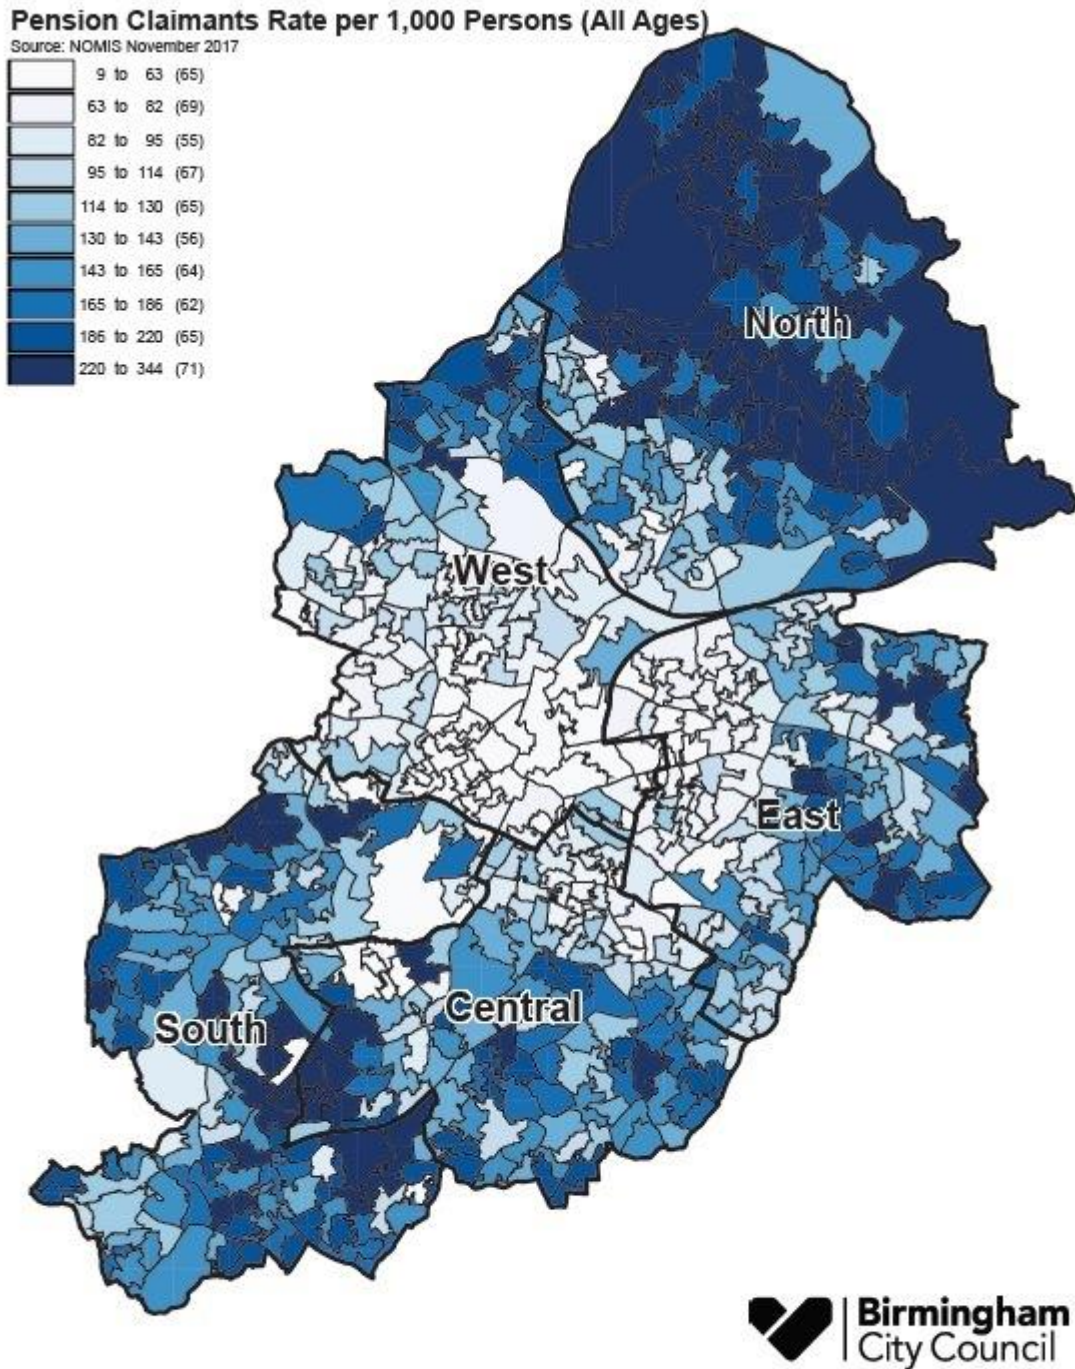 Pension Claimants Rate per 1,000 Persons (All Ages)
Source: NOMIS November 2017
9 to 63 (65)
63 to 82 (69)
82 to 95 (55)
95 to 114 (67)
114 to 130 (65)
130 to 143 (56)
143 to 165 (64)
165 to 186 (62)
186 to 220 (65)
220 to 344 (71)
North
West
East
Central
South
Birmingham
City Council